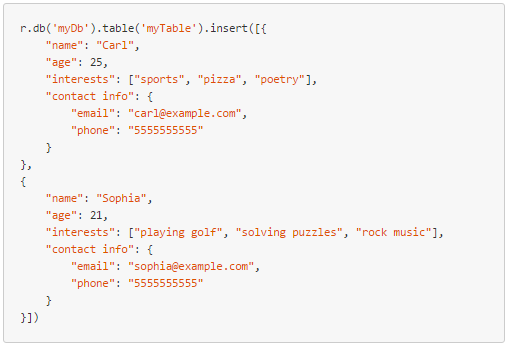 r.db('myDb').table('myTable').insert([{
    "name": "Carl",
    "age": 25,
    "interests": ["sports", "pizza", "poetry"],
    "contact info": {
        "email": "carl@example.com",
        "phone": "5555555555"
    }
},
{
    "name": "Sophia",
    "age": 21,
    "interests": ["playing golf", "solving puzzles", "rock music"],
    "contact info": {
        "email": "sophia@example.com",
        "phone": "5555555555"
    }
}])